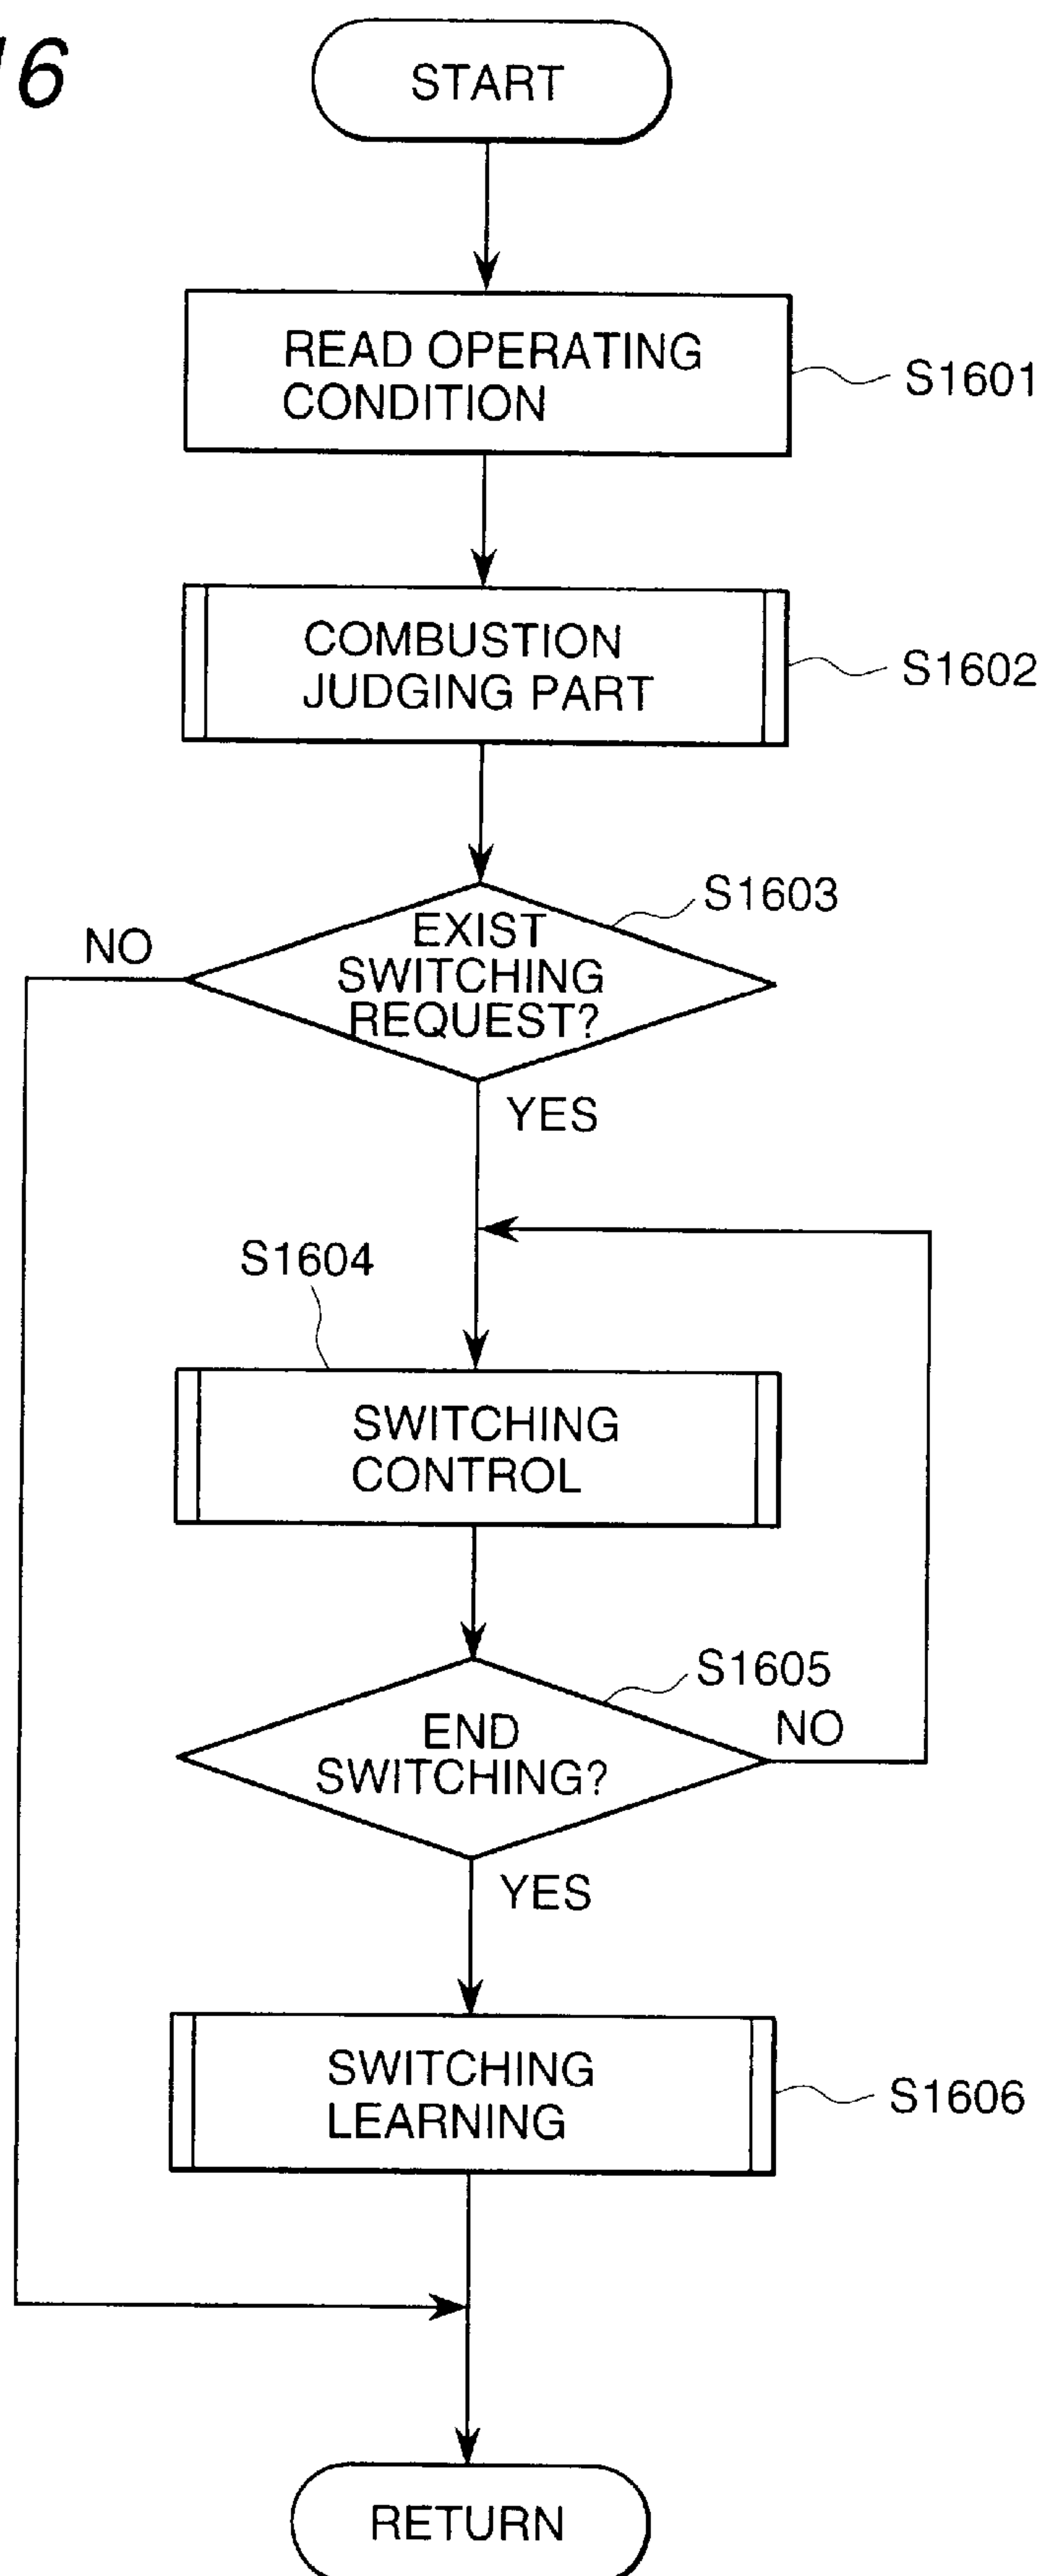 16
START
READ OPERATING
CONDITION
S1601
COMBUSTION
JUDGING PART
S1602
S1603
NO
EXIST
SWITCHING
REQUEST?
YES
S1604
SWITCHING
CONTROL
S1605
END
SWITCHING?
NO
YES
SWITCHING
LEARNING
S1606
RETURN